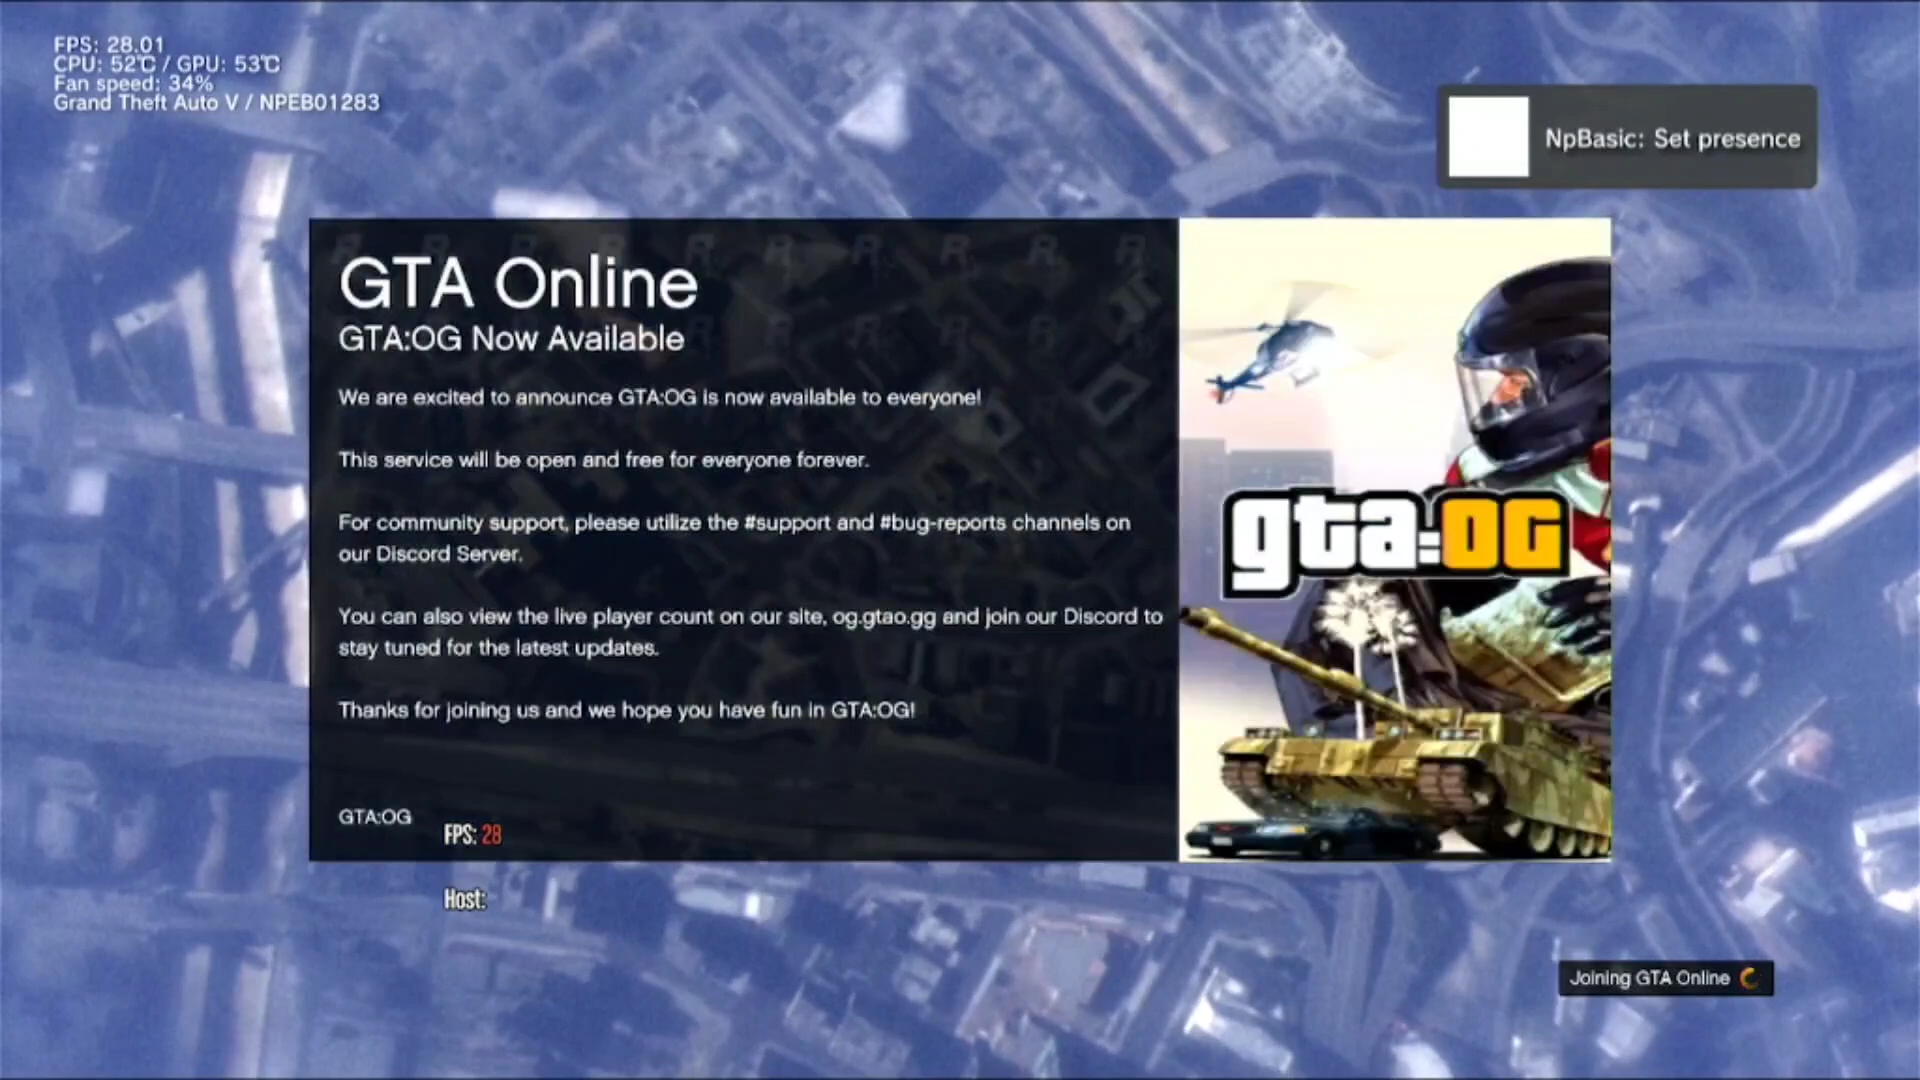 FPS: 28.01
CPU: 52℃ / GPU: 53℃
Fan speed: 34%
Grand Theft Auto V / NPEB01283
NpBasic: Set presence
GTA Online
GTA:OG Now Available
We are excited to announce GTA:OG is now available to everyone!
This service will be open and free for everyone forever.
For community support, please utilize the #support and #bug-reports channels on
our Discord Server.
You can also view the live player count on our site, og.gtao.gg and join our Discord to
stay tuned for the latest updates.
Thanks for joining us and we hope you have fun in GTA:OG!
gta:OG
GTA:OG
FPS: 28
Host:
Joining GTA Online